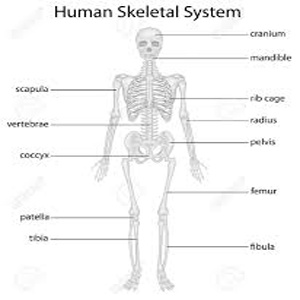 Human Skeletal System
cranium
mandible
scapula
rib cage
vertebrae
radius
coccyx
pelvis
femur
patella
tibia
fibula